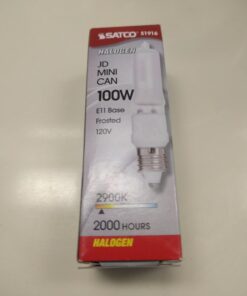 SATCO S1916
HALOGEN
JD
MINI
CAN
100W
E11 Base
Frosted
120V
2900K
2000 HOURS
HALOGEN